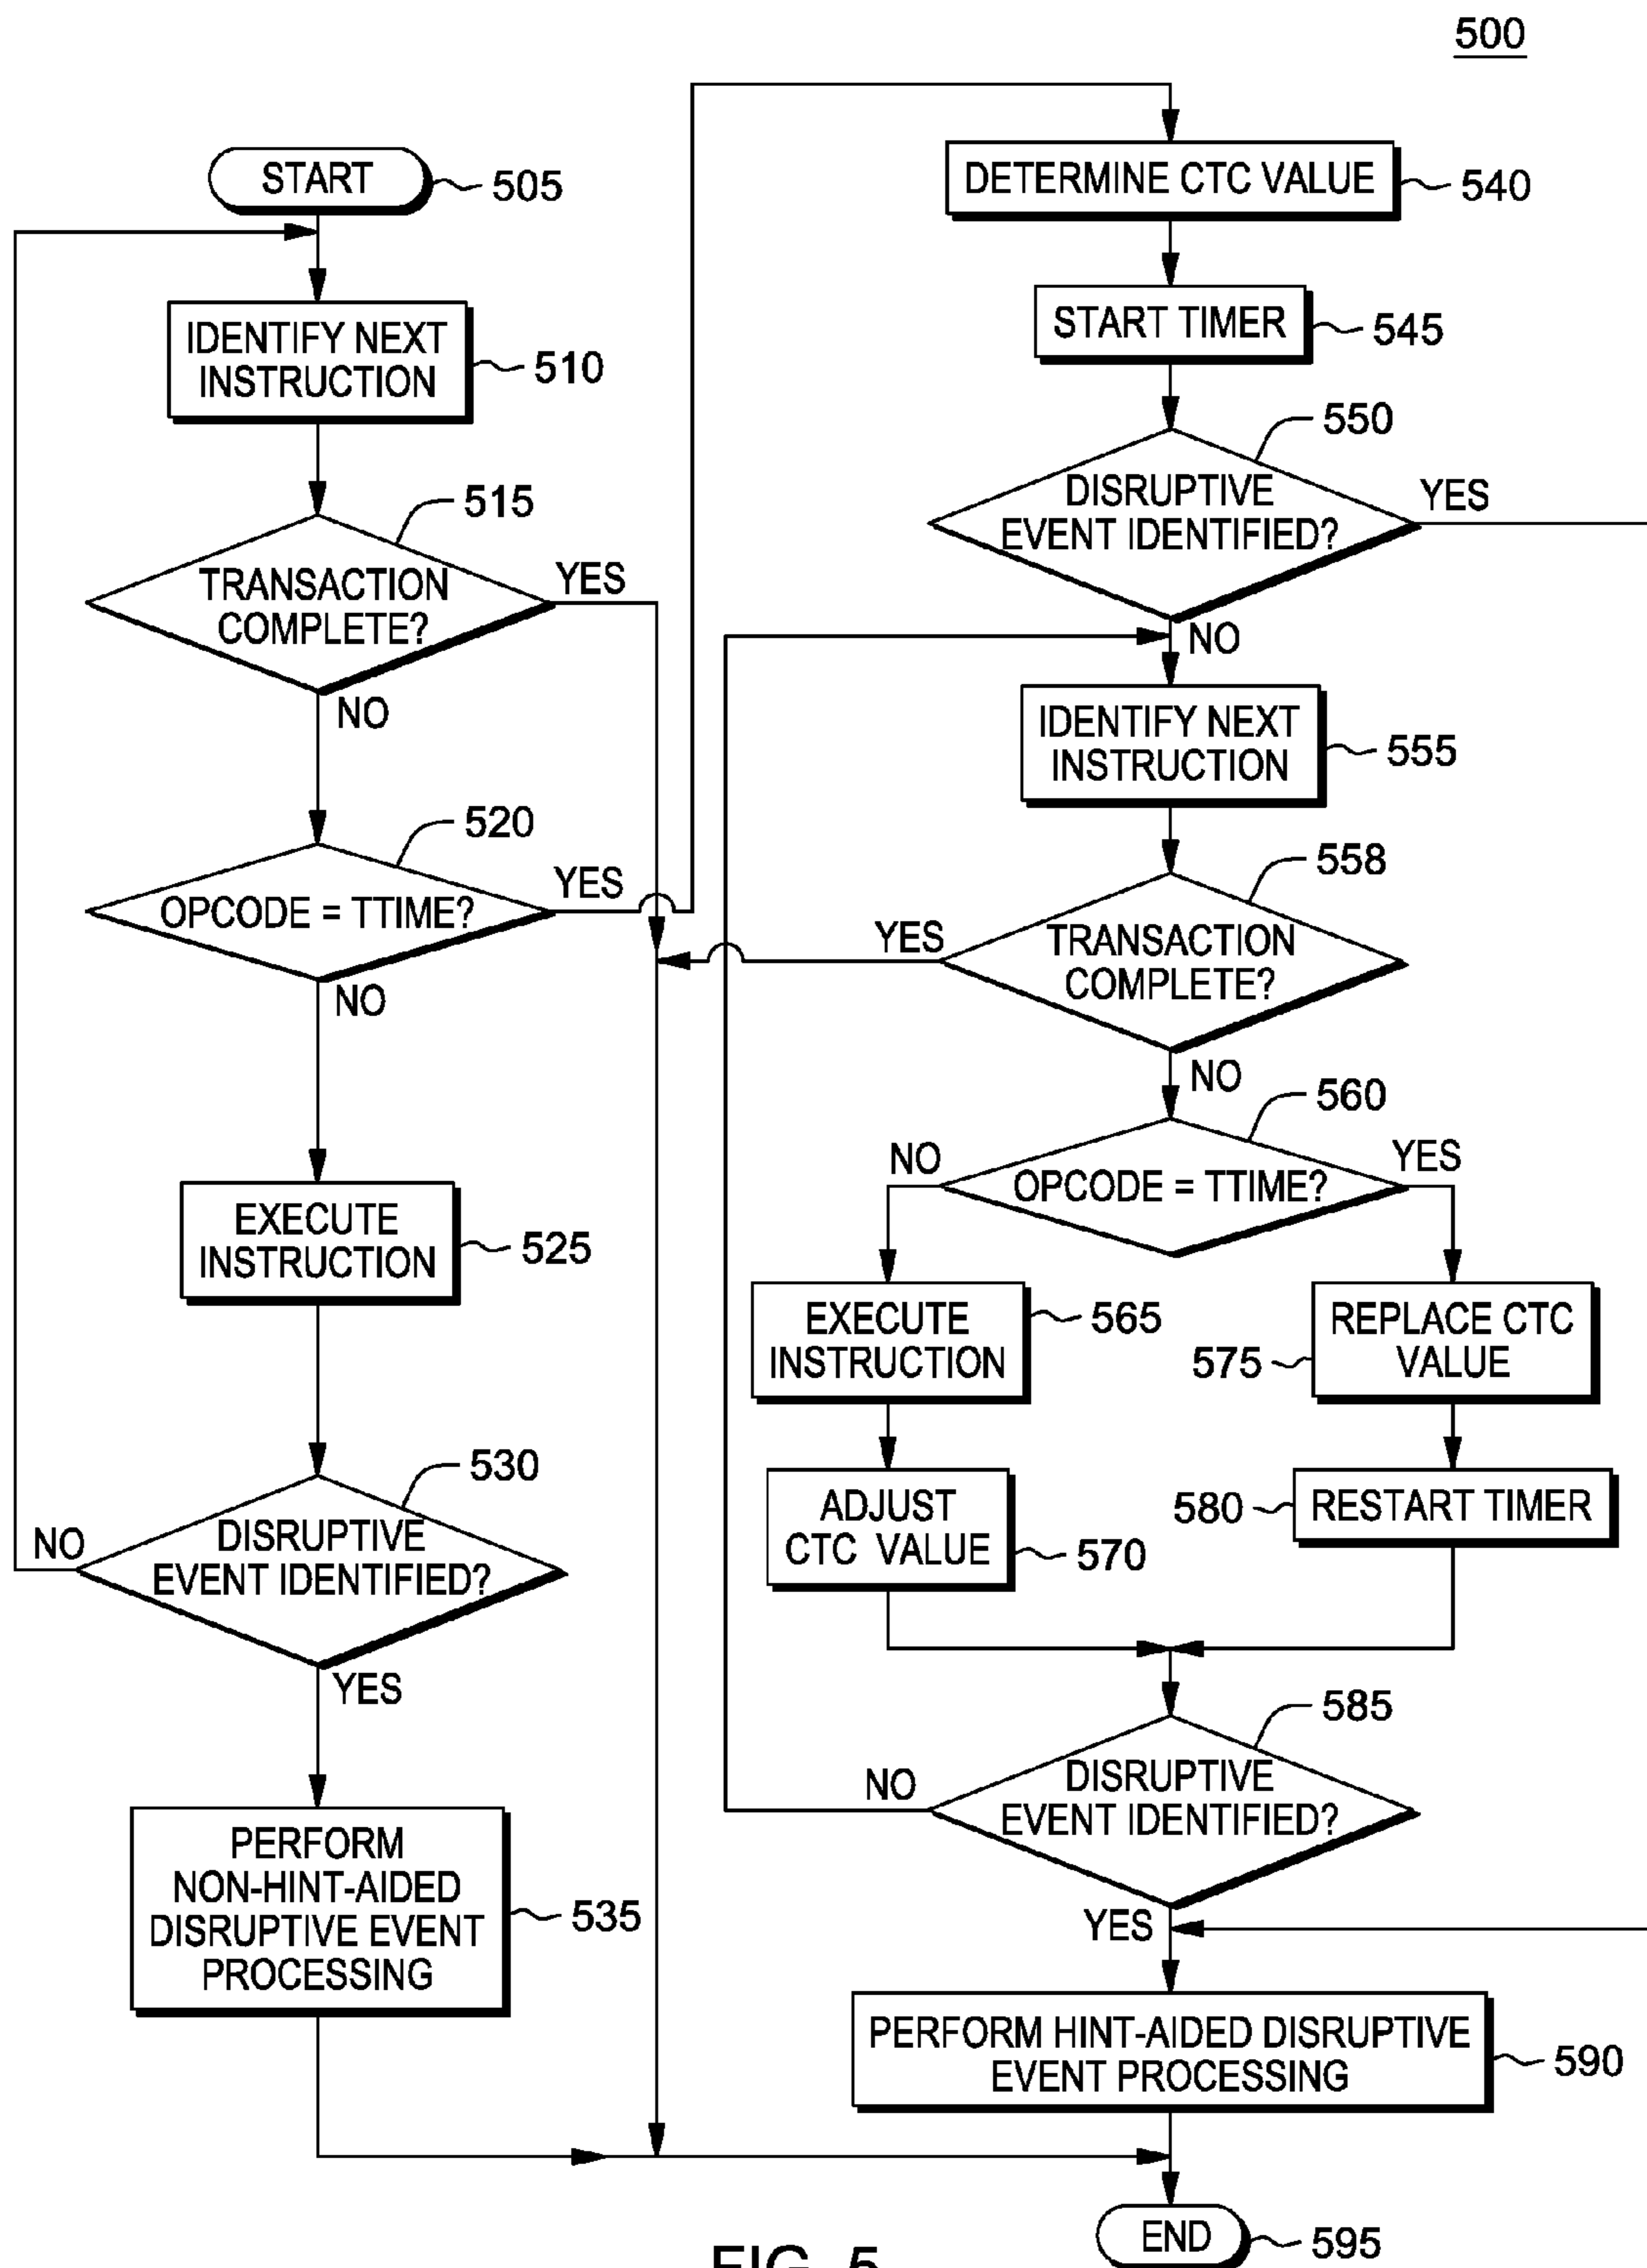 500
START
505
IDENTIFY NEXT
INSTRUCTION
510
515
TRANSACTION
COMPLETE?
YES
NO
520
OPCODE = TTIME?
YES
NO
EXECUTE
INSTRUCTION
525
530
DISRUPTIVE
EVENT IDENTIFIED?
NO
YES
PERFORM
NON-HINT-AIDED
DISRUPTIVE EVENT
PROCESSING
535
DETERMINE CTC VALUE
540
START TIMER
545
550
DISRUPTIVE
EVENT IDENTIFIED?
YES
NO
IDENTIFY NEXT
INSTRUCTION
555
558
TRANSACTION
COMPLETE?
YES
NO
560
OPCODE = TTIME?
NO
YES
EXECUTE
INSTRUCTION
565
ADJUST
CTC VALUE
570
REPLACE CTC
VALUE
575
RESTART TIMER
580
585
DISRUPTIVE
EVENT IDENTIFIED?
NO
YES
PERFORM HINT-AIDED DISRUPTIVE
EVENT PROCESSING
590
END
595
FIG. 5